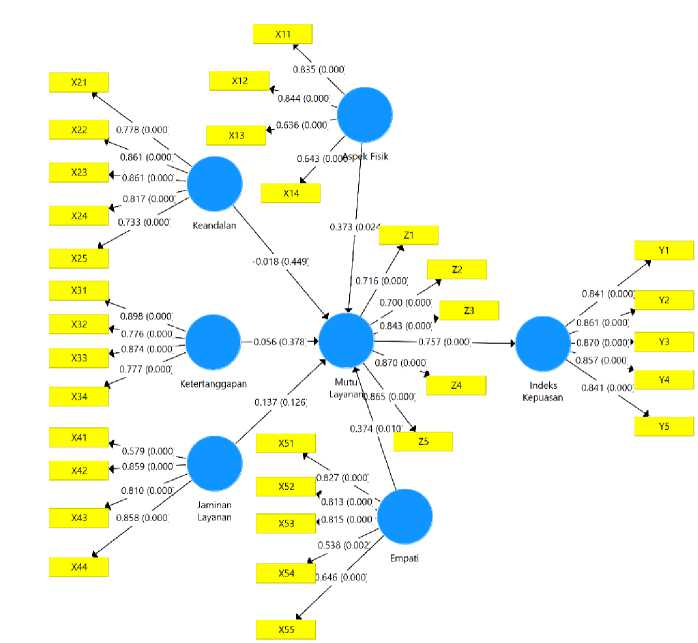 X11
0.835 (0.000)
X12
0.844 (0.000)
X13
0.636 (0.000)
X14
0.643 (0.000)
Aspek Fisik
X21
0.778 (0.000)
X22
0.861 (0.000)
X23
0.861 (0.000)
X24
0.817 (0.000)
X25
0.733 (0.000)
Keandalan
-0.018 (0.449)
0.373 (0.024
X31
0.898 (0.000)
X32
0.776 (0.000)
X33
0.874 (0.000)
X34
0.777 (0.000)
Ketertanggapan
0.056 (0.378
X41
0.579 (0.000)
X42
0.859 (0.000)
X43
0.810 (0.000)
X44
0.858 (0.000)
Jaminan
Layanan
0.137 (0.126)
X51
0.827 (0.000)
X52
0.813 (0.000)
X53
0.815 (0.000
X54
0.538 (0.002)
X55
0.646 (0.000)
Empati
0.374 (0.010)
Z1
0.716 (0.000)
Z2
0.700 (0.000)
Z3
0.843 (0.000)
Z4
0.870 (0.000)
Z5
0.865 (0.000)
Mutu
Layanan
0.757 (0.000
Y1
0.841 (0.000)
Y2
0.861 (0.000)
Y3
0.870 (0.000)
Y4
0.857 (0.000)
Y5
0.841 (0.000)
Indeks
Kepuasan